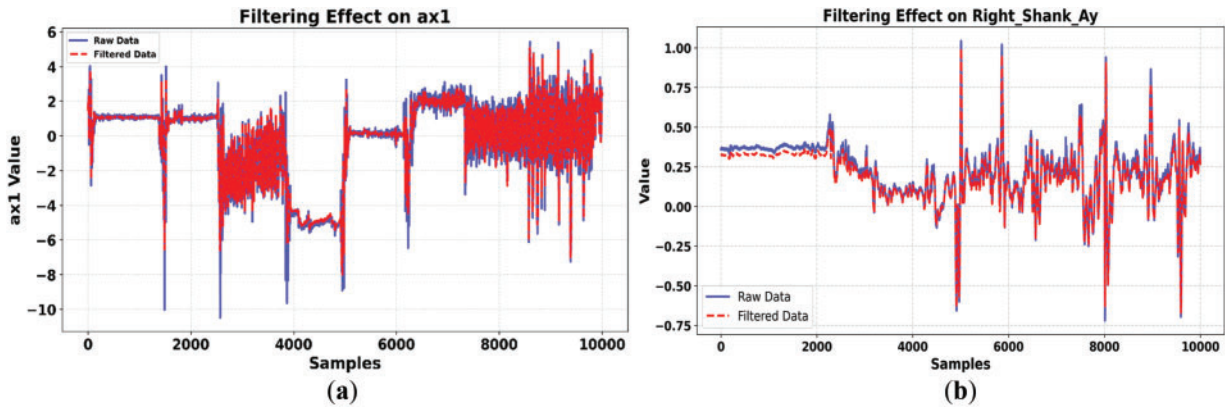 Filtering Effect on ax1
Raw Data
Filtered Data
ax1 Value
6
4
2
0
−2
−4
−6
−8
−10
0 2000 4000 6000 8000 10000
Samples
(a)
Filtering Effect on Right_Shank_Ay
Value
1.00
0.75
0.50
0.25
0.00
−0.25
−0.50
−0.75
Raw Data
Filtered Data
0 2000 4000 6000 8000 10000
Samples
(b)